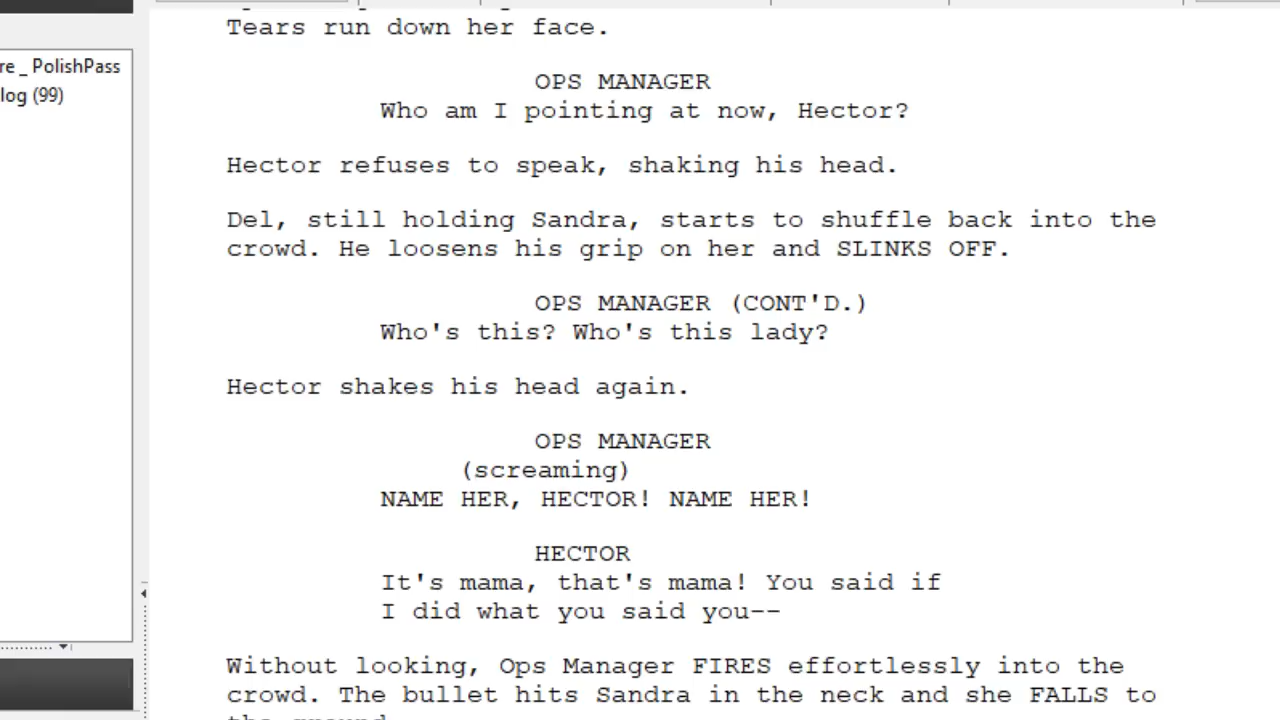 re _ PolishPass
log (99)
Tears run down her face.
OPS MANAGER
Who am I pointing at now, Hector?
Hector refuses to speak, shaking his head.
Del, still holding Sandra, starts to shuffle back into the
crowd. He loosens his grip on her and SLINKS OFF.
OPS MANAGER (CONT'D.)
Who's this? Who's this lady?
Hector shakes his head again.
OPS MANAGER
(screaming)
NAME HER, HECTOR! NAME HER!
HECTOR
It's mama, that's mama! You said if
I did what you said you--
Without looking, Ops Manager FIRES effortlessly into the
crowd. The bullet hits Sandra in the neck and she FALLS to
the ground